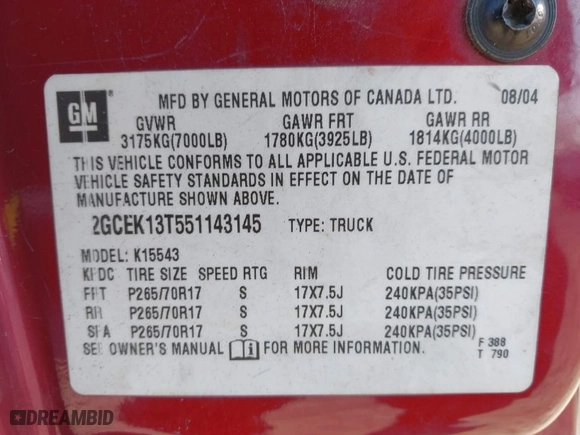 GM
MFD BY GENERAL MOTORS OF CANADA LTD. 08/04
GVWR GAWR FRT GAWR RR
3175KG(7000LB) 1780KG(3925LB) 1814KG(4000LB)
THIS VEHICLE CONFORMS TO ALL APPLICABLE U.S. FEDERAL MOTOR
VEHICLE SAFETY STANDARDS IN EFFECT ON THE DATE OF
MANUFACTURE SHOWN ABOVE.
2GCEK13T551143145 TYPE: TRUCK
MODEL: K15543
KFDC TIRE SIZE SPEED RTG RIM COLD TIRE PRESSURE
FRT P265/70R17 S 17X7.5J 240KPA(35PSI)
RR P265/70R17 S 17X7.5J 240KPA(35PSI)
SPA P265/70R17 S 17X7.5J 240KPA(35PSI)
SEE OWNER'S MANUAL FOR MORE INFORMATION.
F 388
T 790
DREAMBID